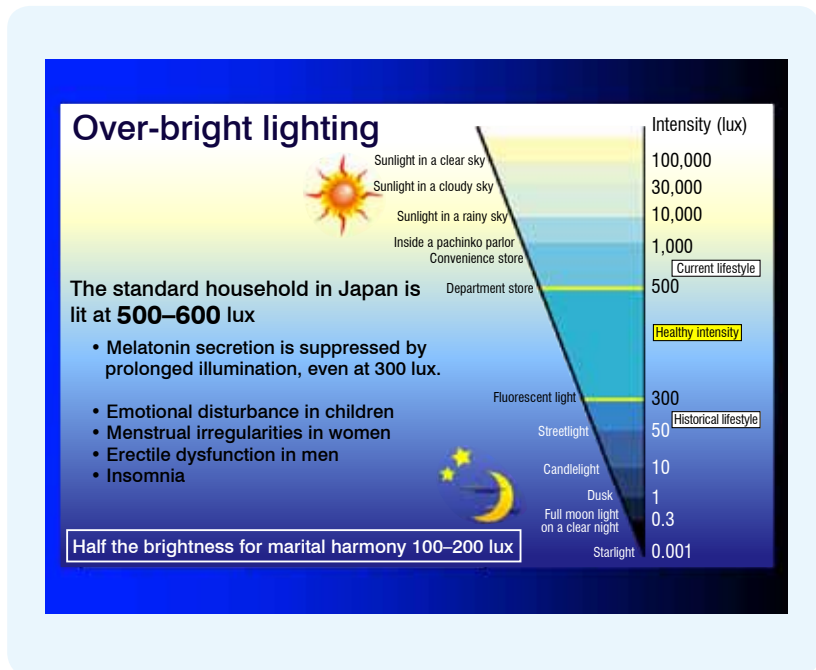 Over-bright lighting
Intensity (lux)
Sunlight in a clear sky
100,000
Sunlight in a cloudy sky
30,000
Sunlight in a rainy sky
10,000
Inside a pachinko parlor
1,000
Convenience store
Current lifestyle
Department store
500
The standard household in Japan is
lit at 500–600 lux
Healthy intensity
• Melatonin secretion is suppressed by
prolonged illumination, even at 300 lux.
Fluorescent light
300
Historical lifestyle
• Emotional disturbance in children
• Menstrual irregularities in women
• Erectile dysfunction in men
• Insomnia
Streetlight
50
Candlelight
10
Dusk
1
Full moon light
on a clear night
0.3
Starlight
0.001
Half the brightness for marital harmony 100–200 lux